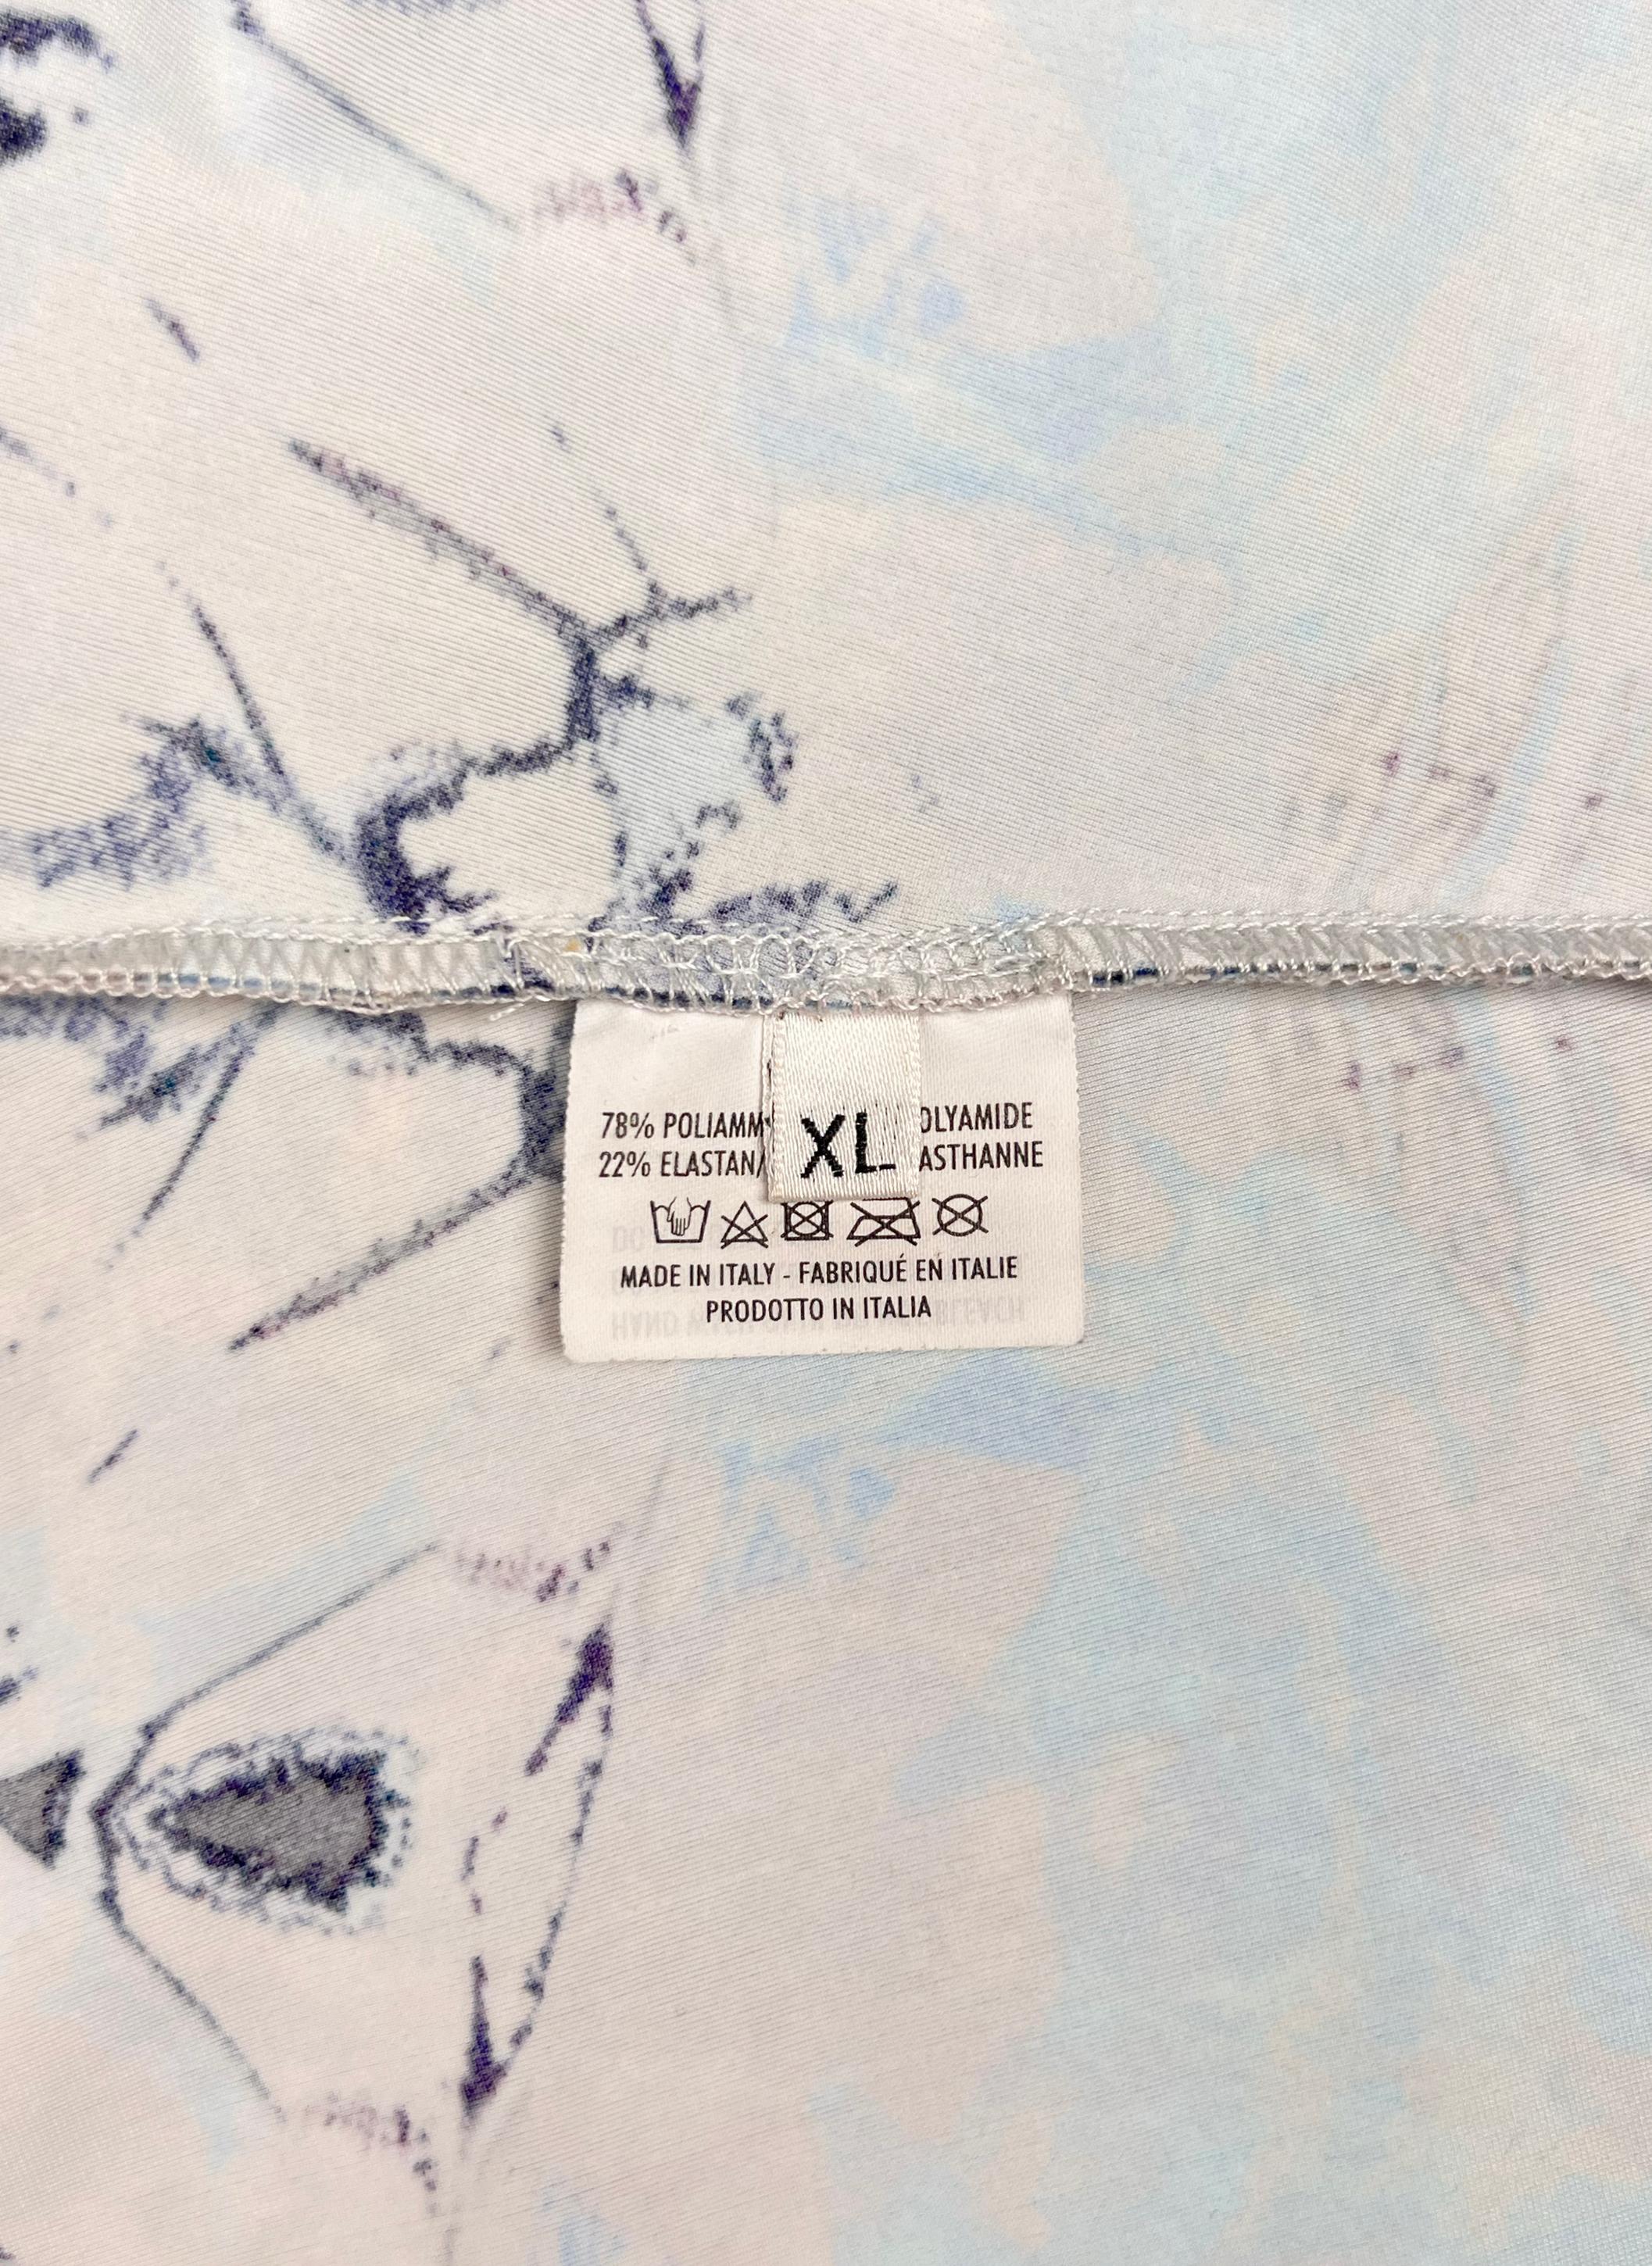 78% POLIAMM OLYAMIDE
22% ELASTAN ASTHANNE
XL
MADE IN ITALY - FABRIQUÉ EN ITALIE
PRODOTTO IN ITALIA